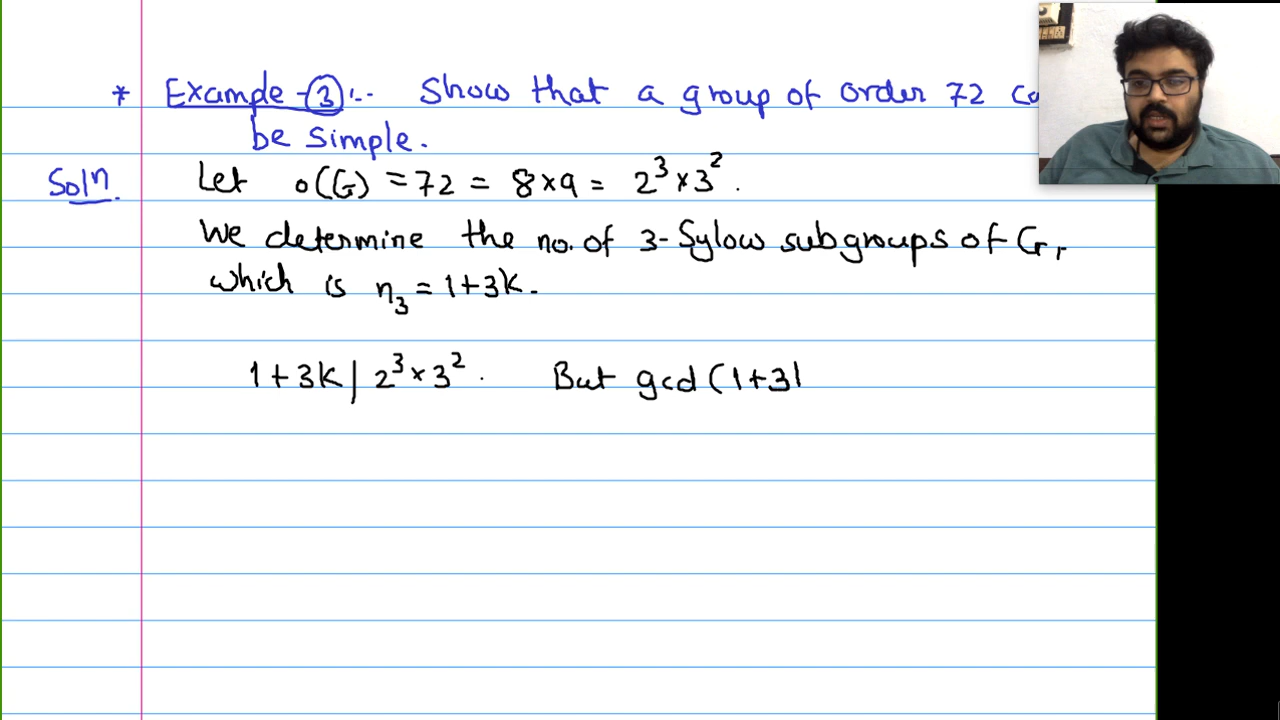 * Example-③:- Show that a group of order 72
be simple.
Solⁿ. Let o(G) = 72 = 8×9 = 2³×3².
We determine the no. of 3-Sylow subgroups of G,
which is n₃ = 1+3k.
1+3k | 2³×3². But gcd (1+3